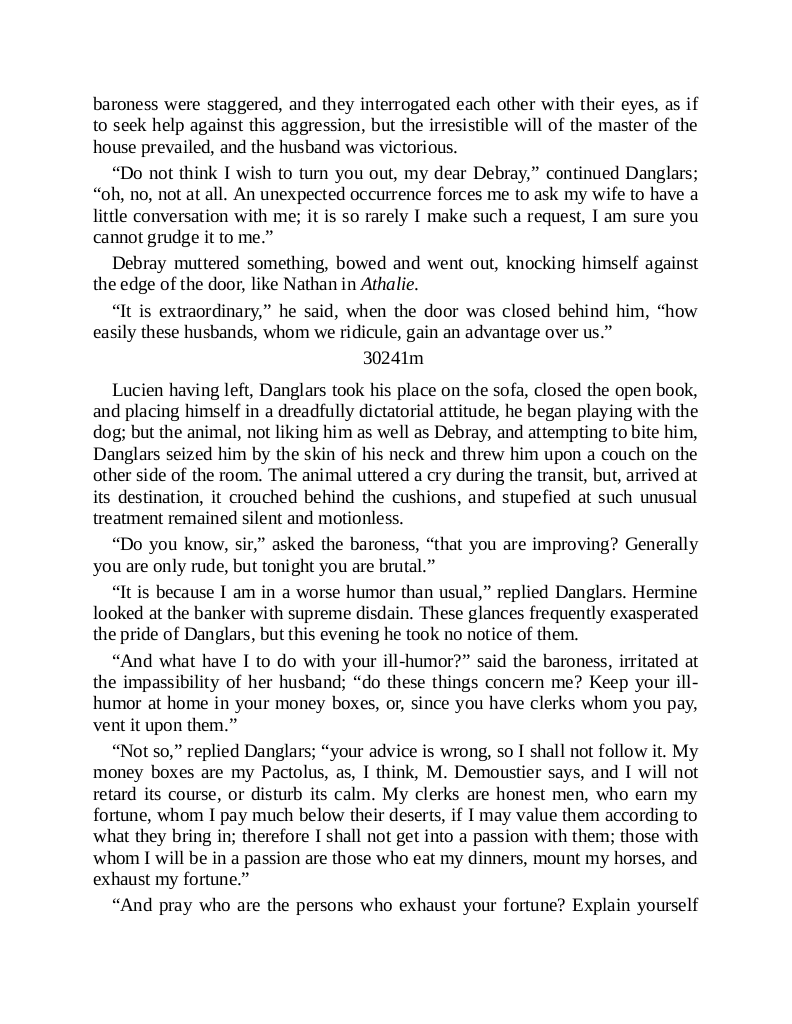 baroness were staggered, and they interrogated each other with their eyes, as if
to seek help against this aggression, but the irresistible will of the master of the
house prevailed, and the husband was victorious.
“Do not think I wish to turn you out, my dear Debray,” continued Danglars;
“oh, no, not at all. An unexpected occurrence forces me to ask my wife to have a
little conversation with me; it is so rarely I make such a request, I am sure you
cannot grudge it to me.”
Debray muttered something, bowed and went out, knocking himself against
the edge of the door, like Nathan in Athalie.
“It is extraordinary,” he said, when the door was closed behind him, “how
easily these husbands, whom we ridicule, gain an advantage over us.”
30241m
Lucien having left, Danglars took his place on the sofa, closed the open book,
and placing himself in a dreadfully dictatorial attitude, he began playing with the
dog; but the animal, not liking him as well as Debray, and attempting to bite him,
Danglars seized him by the skin of his neck and threw him upon a couch on the
other side of the room. The animal uttered a cry during the transit, but, arrived at
its destination, it crouched behind the cushions, and stupefied at such unusual
treatment remained silent and motionless.
“Do you know, sir,” asked the baroness, “that you are improving? Generally
you are only rude, but tonight you are brutal.”
“It is because I am in a worse humor than usual,” replied Danglars. Hermine
looked at the banker with supreme disdain. These glances frequently exasperated
the pride of Danglars, but this evening he took no notice of them.
“And what have I to do with your ill-humor?” said the baroness, irritated at
the impassibility of her husband; “do these things concern me? Keep your ill-
humor at home in your money boxes, or, since you have clerks whom you pay,
vent it upon them.”
“Not so,” replied Danglars; “your advice is wrong, so I shall not follow it. My
money boxes are my Pactolus, as, I think, M. Demoustier says, and I will not
retard its course, or disturb its calm. My clerks are honest men, who earn my
fortune, whom I pay much below their deserts, if I may value them according to
what they bring in; therefore I shall not get into a passion with them; those with
whom I will be in a passion are those who eat my dinners, mount my horses, and
exhaust my fortune.”
“And pray who are the persons who exhaust your fortune? Explain yourself